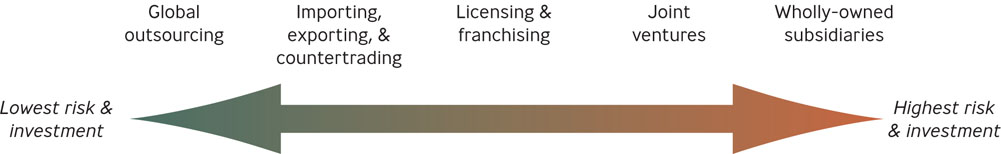 Global
outsourcing
Importing,
exporting, &
countertrading
Licensing &
franchising
Joint
ventures
Wholly-owned
subsidiaries
Lowest risk &
investment
Highest risk
& investment